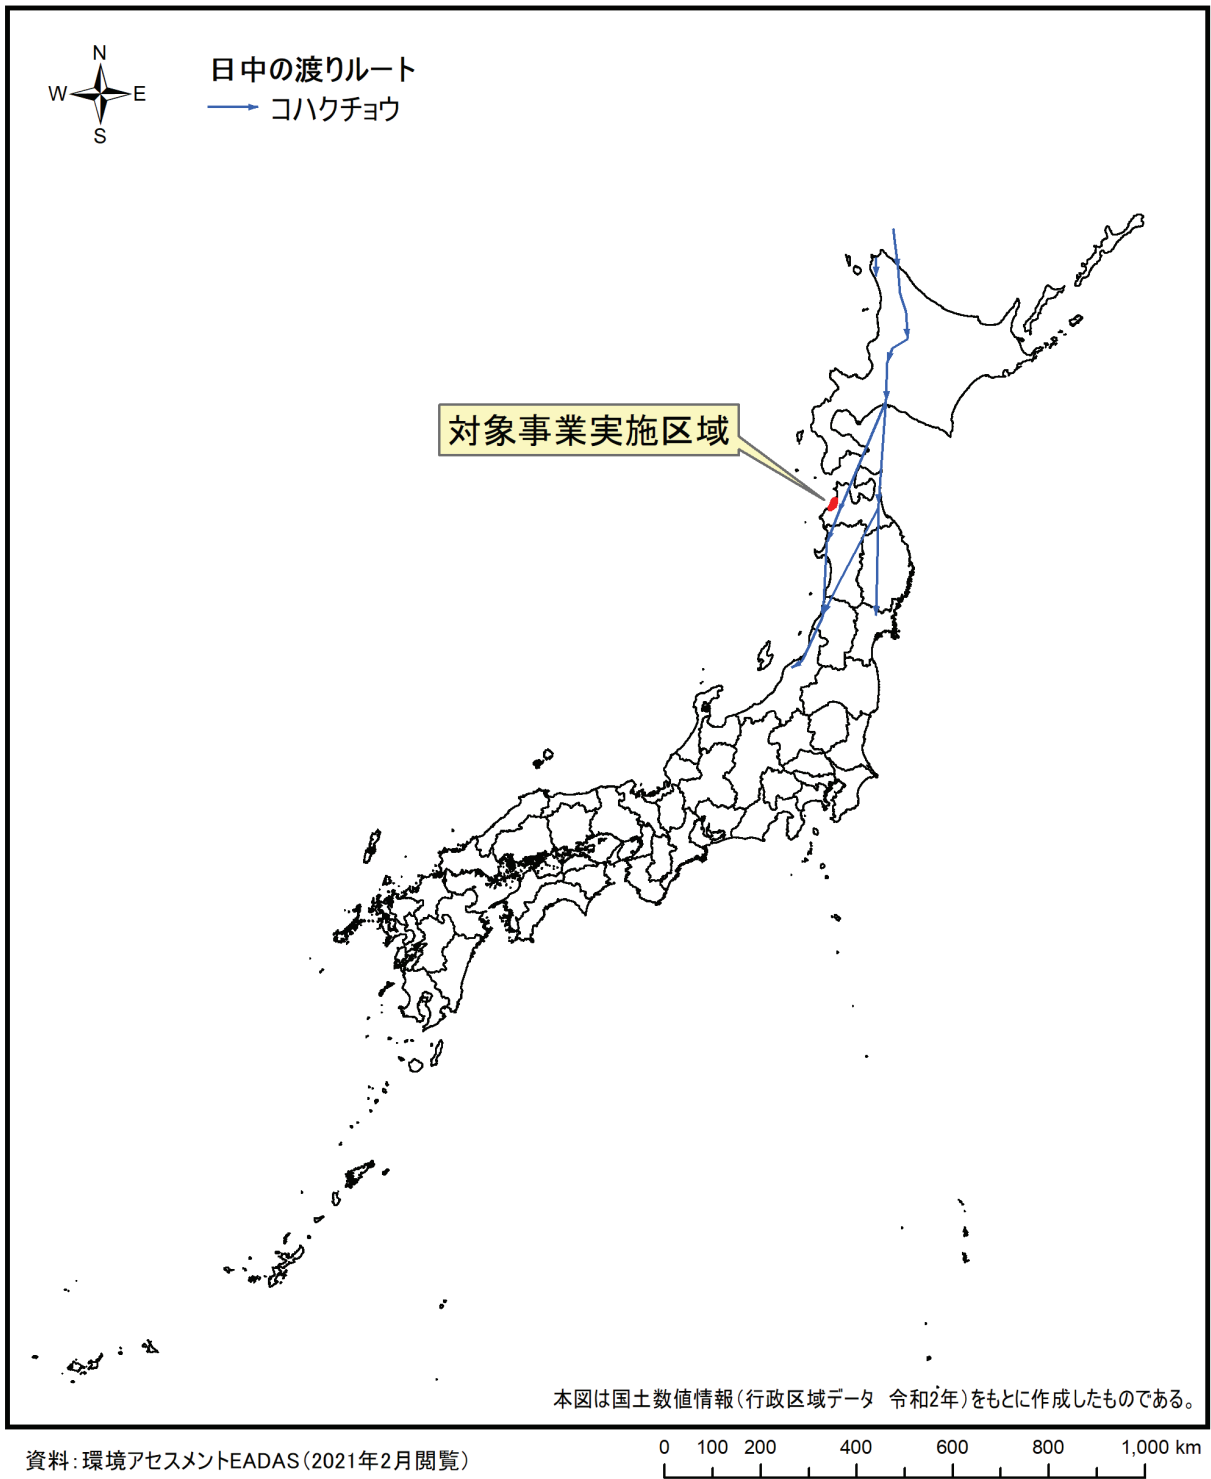 N
W E
S
日中の渡りルート
コハクチョウ
対象事業実施区域
本図は国土数値情報（行政区域データ　令和2年）をもとに作成したものである。
資料：環境アセスメントEADAS（2021年2月閲覧）
0 100 200 400 600 800 1,000 km